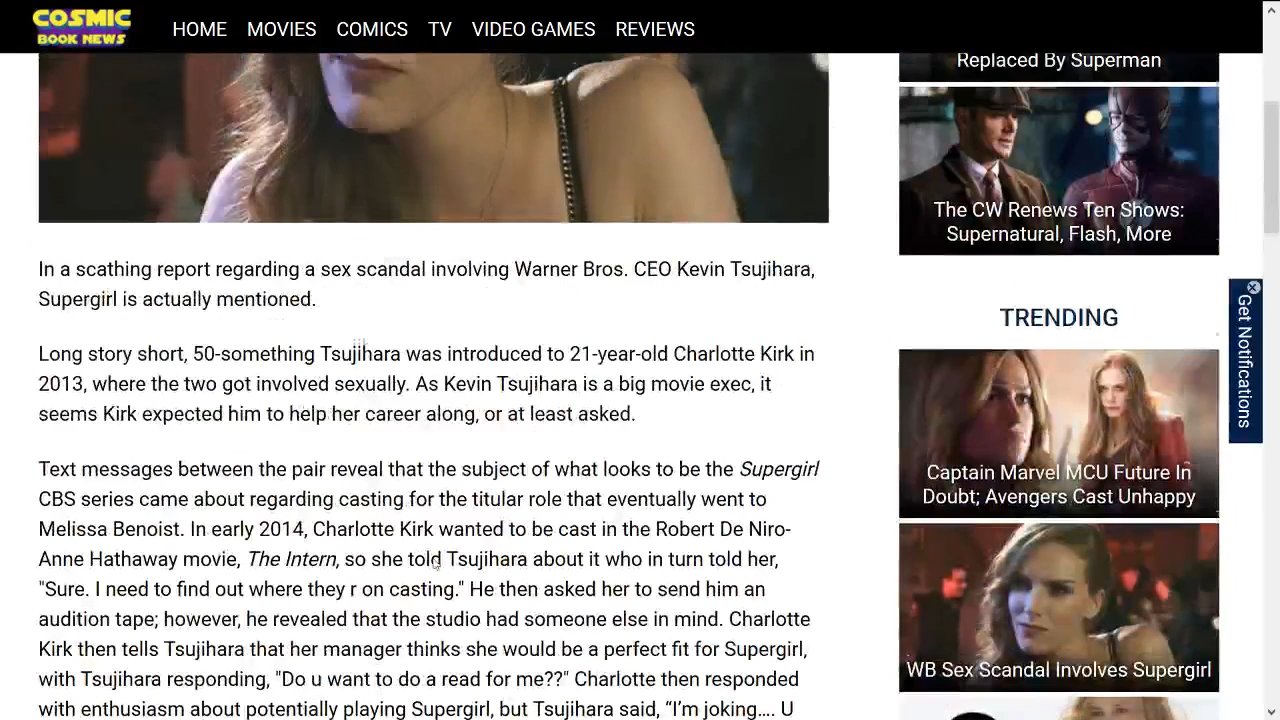 COSMIC
BOOK NEWS
HOME MOVIES COMICS TV VIDEO GAMES REVIEWS
In a scathing report regarding a sex scandal involving Warner Bros. CEO Kevin Tsujihara,
Supergirl is actually mentioned.
Long story short, 50-something Tsujihara was introduced to 21-year-old Charlotte Kirk in
2013, where the two got involved sexually. As Kevin Tsujihara is a big movie exec, it
seems Kirk expected him to help her career along, or at least asked.
Text messages between the pair reveal that the subject of what looks to be the Supergirl
CBS series came about regarding casting for the titular role that eventually went to
Melissa Benoist. In early 2014, Charlotte Kirk wanted to be cast in the Robert De Niro-
Anne Hathaway movie, The Intern, so she told Tsujihara about it who in turn told her,
"Sure. I need to find out where they r on casting." He then asked her to send him an
audition tape; however, he revealed that the studio had someone else in mind. Charlotte
Kirk then tells Tsujihara that her manager thinks she would be a perfect fit for Supergirl,
with Tsujihara responding, "Do u want to do a read for me??" Charlotte then responded
with enthusiasm about potentially playing Supergirl, but Tsujihara said, “I’m joking.... U
Replaced By Superman
The CW Renews Ten Shows:
Supernatural, Flash, More
TRENDING
Captain Marvel MCU Future In
Doubt; Avengers Cast Unhappy
WB Sex Scandal Involves Supergirl
Get Notifications